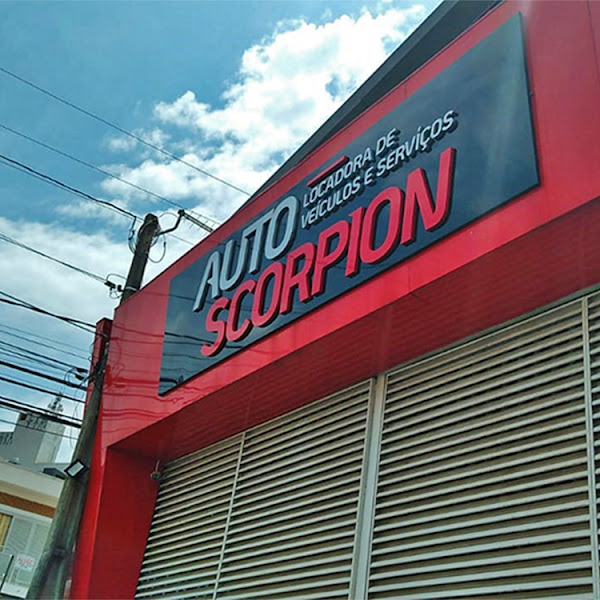 AUTO
LOCADORA DE
VEÍCULOS E SERVIÇOS
SCORPION